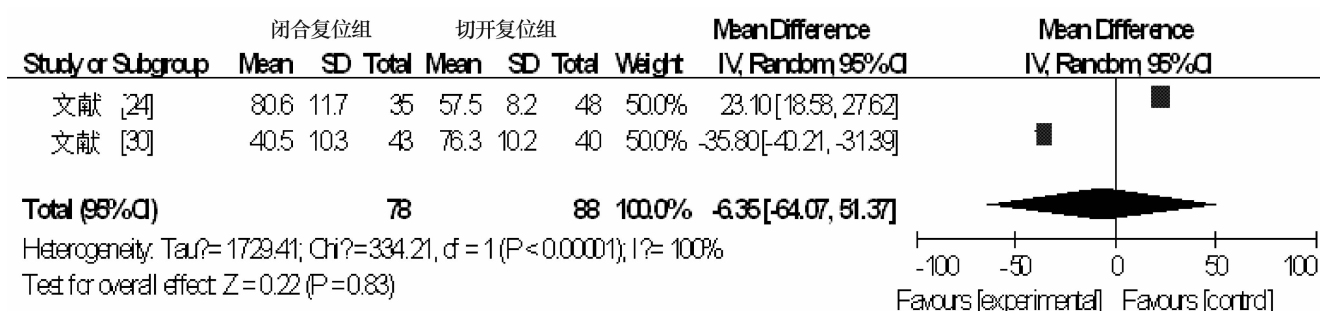 闭合复位组 切开复位组 Mean Difference Mean Difference
Study or Subgroup Mean SD Total Mean SD Total Weight IV, Random, 95%CI IV, Random, 95%CI
文献 [24] 80.6 11.7 35 57.5 8.2 48 50.0% 23.10 [18.58, 27.62]
文献 [30] 40.5 10.3 43 76.3 10.2 40 50.0% -35.80 [-40.21, -31.39]
Total (95%CI) 78 88 100.0% -6.35 [-64.07, 51.37]
Heterogeneity: Tau?= 1729.41; Chi?= 334.21, df = 1 (P < 0.00001); I?= 100%
Test for overall effect: Z = 0.22 (P = 0.83)
-100 -50 0 50 100
Favours [experimental] Favours [control]